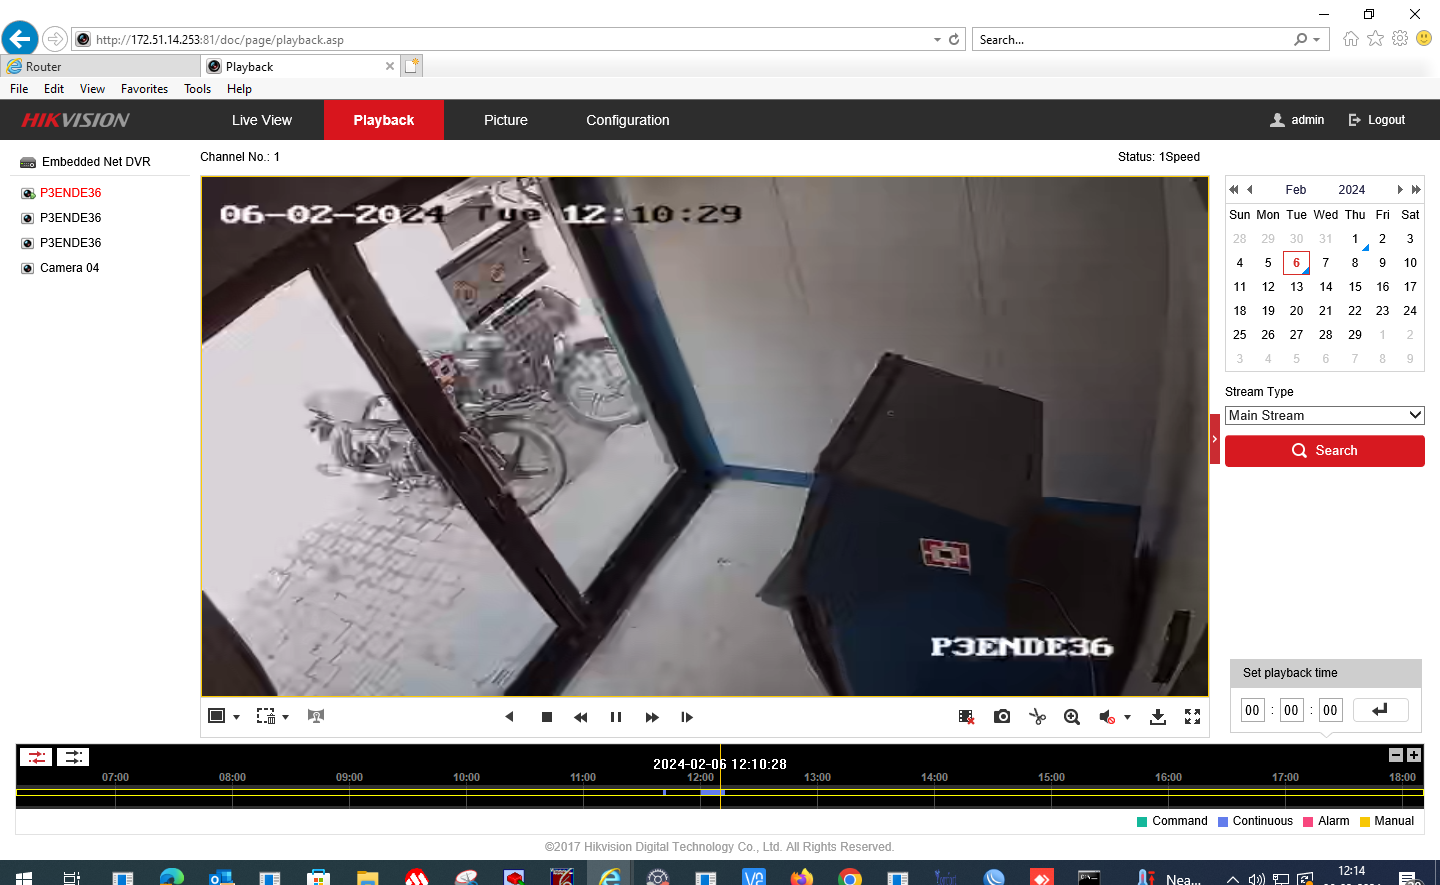 http://172.51.14.253:81/doc/page/playback.asp
Search...
Router
Playback
File Edit View Favorites Tools Help
HIKVISION
Live View
Playback
Picture
Configuration
admin
Logout
Embedded Net DVR
P3ENDE36
P3ENDE36
P3ENDE36
Camera 04
Channel No.: 1
Status: 1Speed
06-02-2024 Tue 12:10:29
P3ENDE36
Feb 2024
Sun Mon Tue Wed Thu Fri Sat
28 29 30 31 1 2 3
4 5 6 7 8 9 10
11 12 13 14 15 16 17
18 19 20 21 22 23 24
25 26 27 28 29 1 2
3 4 5 6 7 8 9
Stream Type
Main Stream
Search
Set playback time
00 : 00 : 00
2024-02-06 12:10:28
07:00 08:00 09:00 10:00 11:00 12:00 13:00 14:00 15:00 16:00 17:00 18:00
Command Continuous Alarm Manual
©2017 Hikvision Digital Technology Co., Ltd. All Rights Reserved.
Nea...
12:14